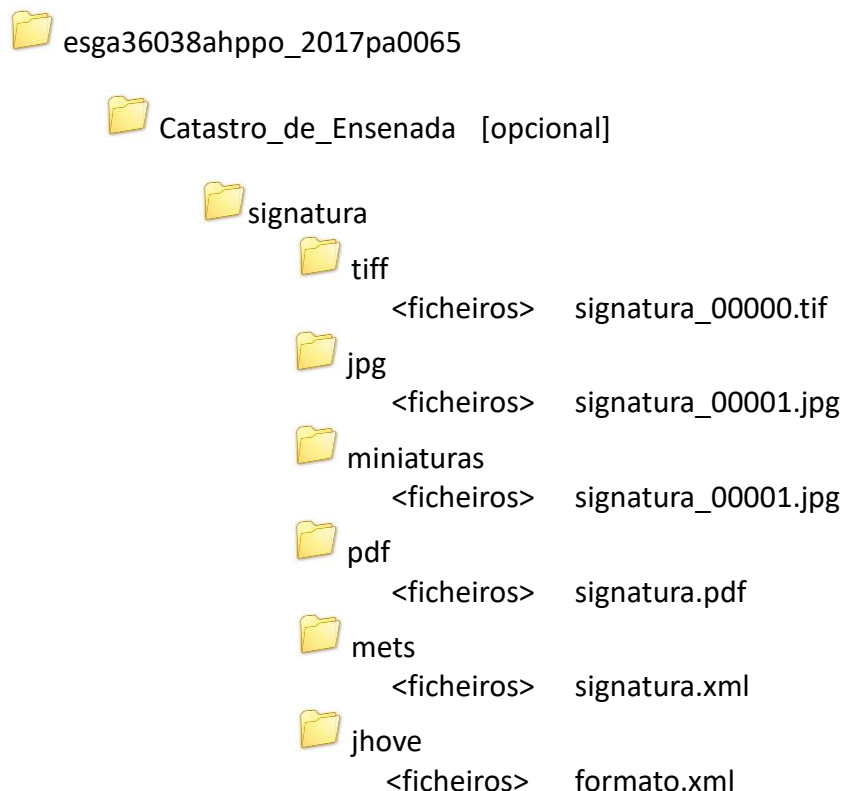 esga36038ahppo_2017pa0065
Catastro_de_Ensenada [opcional]
signatura
tiff
<ficheiros> signatura_00000.tif
jpg
<ficheiros> signatura_00001.jpg
miniaturas
<ficheiros> signatura_00001.jpg
pdf
<ficheiros> signatura.pdf
mets
<ficheiros> signatura.xml
jhove
<ficheiros> formato.xml